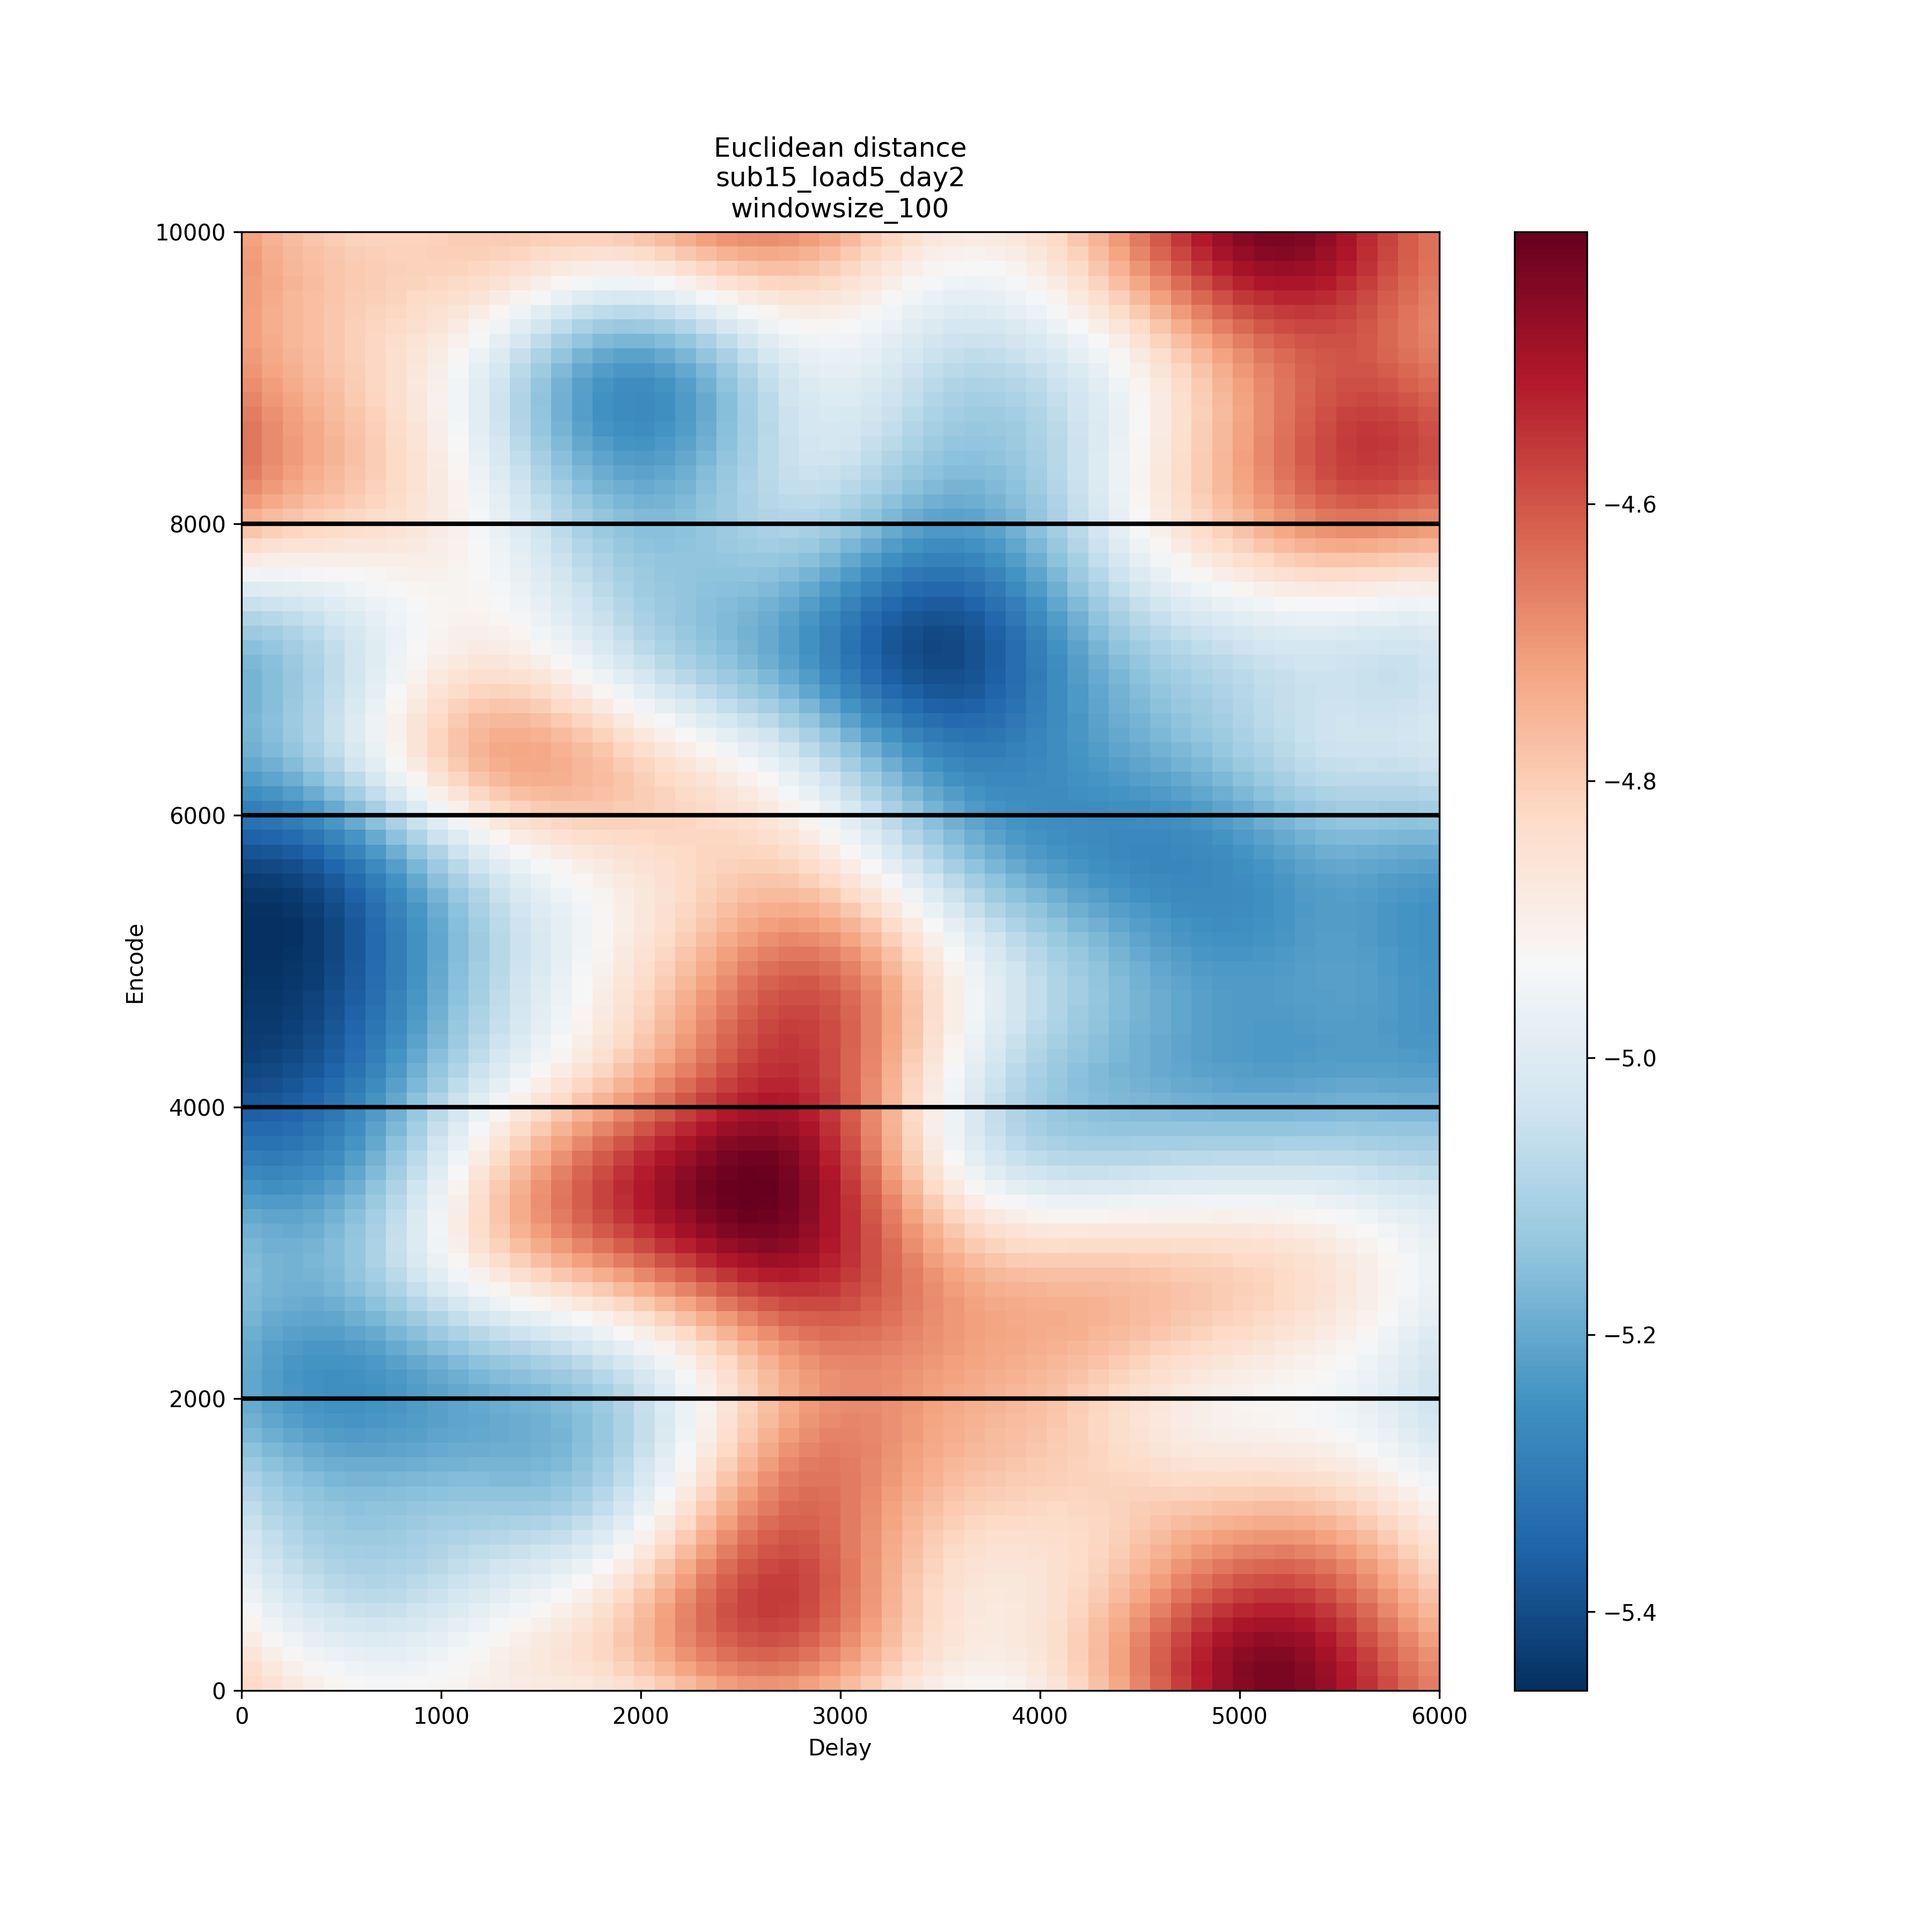 Euclidean distance
sub15_load5_day2
windowsize_100
10000
8000
6000
4000
2000
0
Encode
0 1000 2000 3000 4000 5000 6000
Delay
−4.6
−4.8
−5.0
−5.2
−5.4